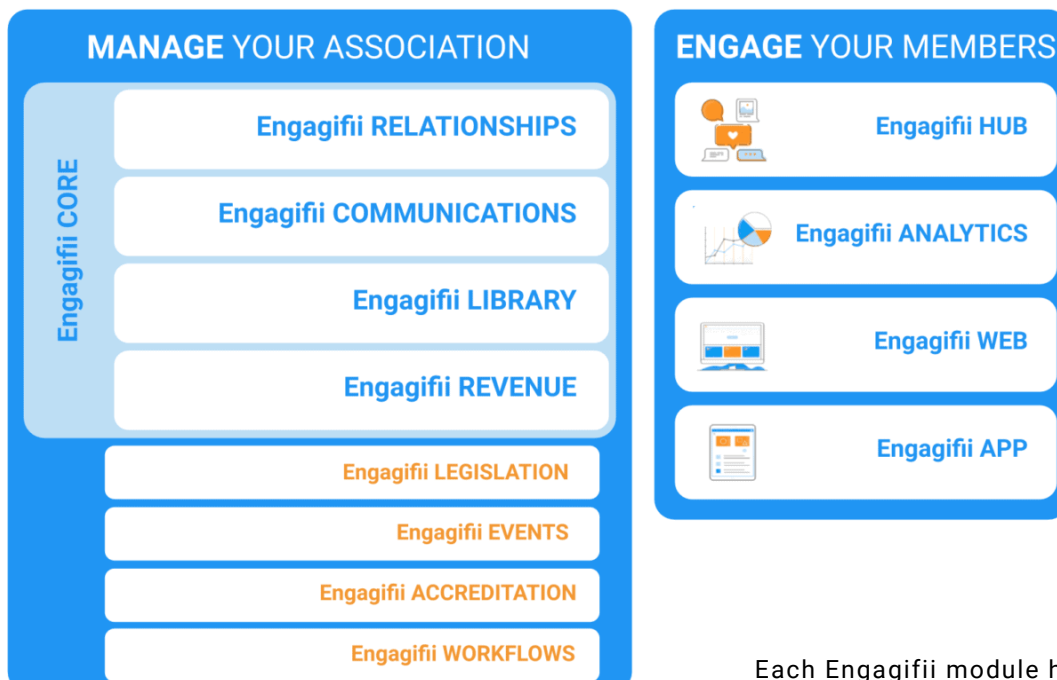 MANAGE YOUR ASSOCIATION
Engagifii CORE
Engagifii RELATIONSHIPS
Engagifii COMMUNICATIONS
Engagifii LIBRARY
Engagifii REVENUE
Engagifii LEGISLATION
Engagifii EVENTS
Engagifii ACCREDITATION
Engagifii WORKFLOWS
ENGAGE YOUR MEMBERS
Engagifii HUB
Engagifii ANALYTICS
Engagifii WEB
Engagifii APP
Each Engagifii module h